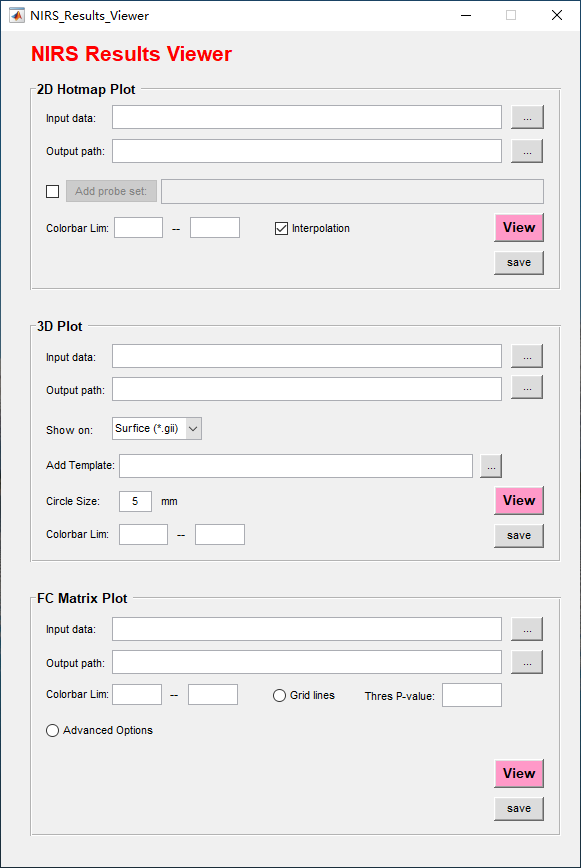 NIRS_Results_Viewer
NIRS Results Viewer
2D Hotmap Plot
Input data: ...
Output path: ...
Add probe set:
Colorbar Lim: -- Interpolation View
save
3D Plot
Input data: ...
Output path: ...
Show on: Surfice (*.gii)
Add Template: ...
Circle Size: 5 mm View
Colorbar Lim: -- save
FC Matrix Plot
Input data: ...
Output path: ...
Colorbar Lim: -- Grid lines Thres P-value:
Advanced Options
View
save